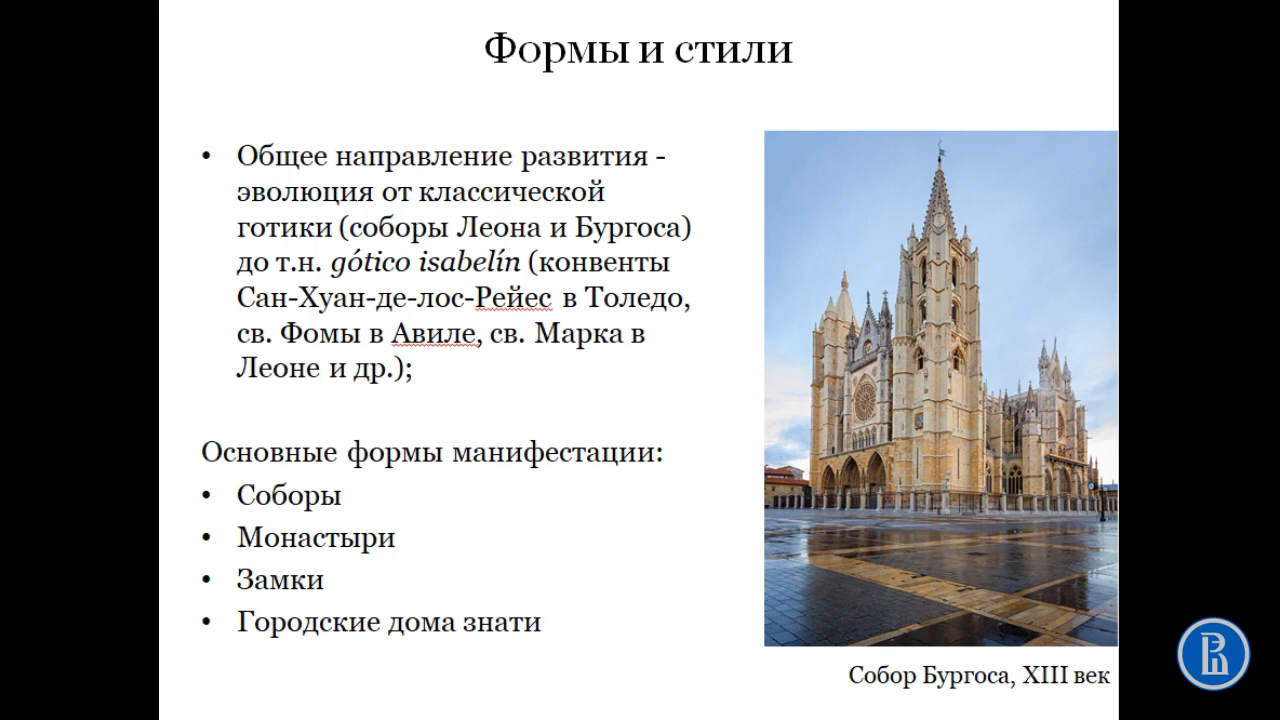 Формы и стили
• Общее направление развития -
эволюция от классической
готики (соборы Леона и Бургоса)
до т.н. gótico isabelín (конвенты
Сан-Хуан-де-лос-Рейес в Толедо,
св. Фомы в Авиле, св. Марка в
Леоне и др.);
Основные формы манифестации:
• Соборы
• Монастыри
• Замки
• Городские дома знати
Собор Бургоса, XIII век